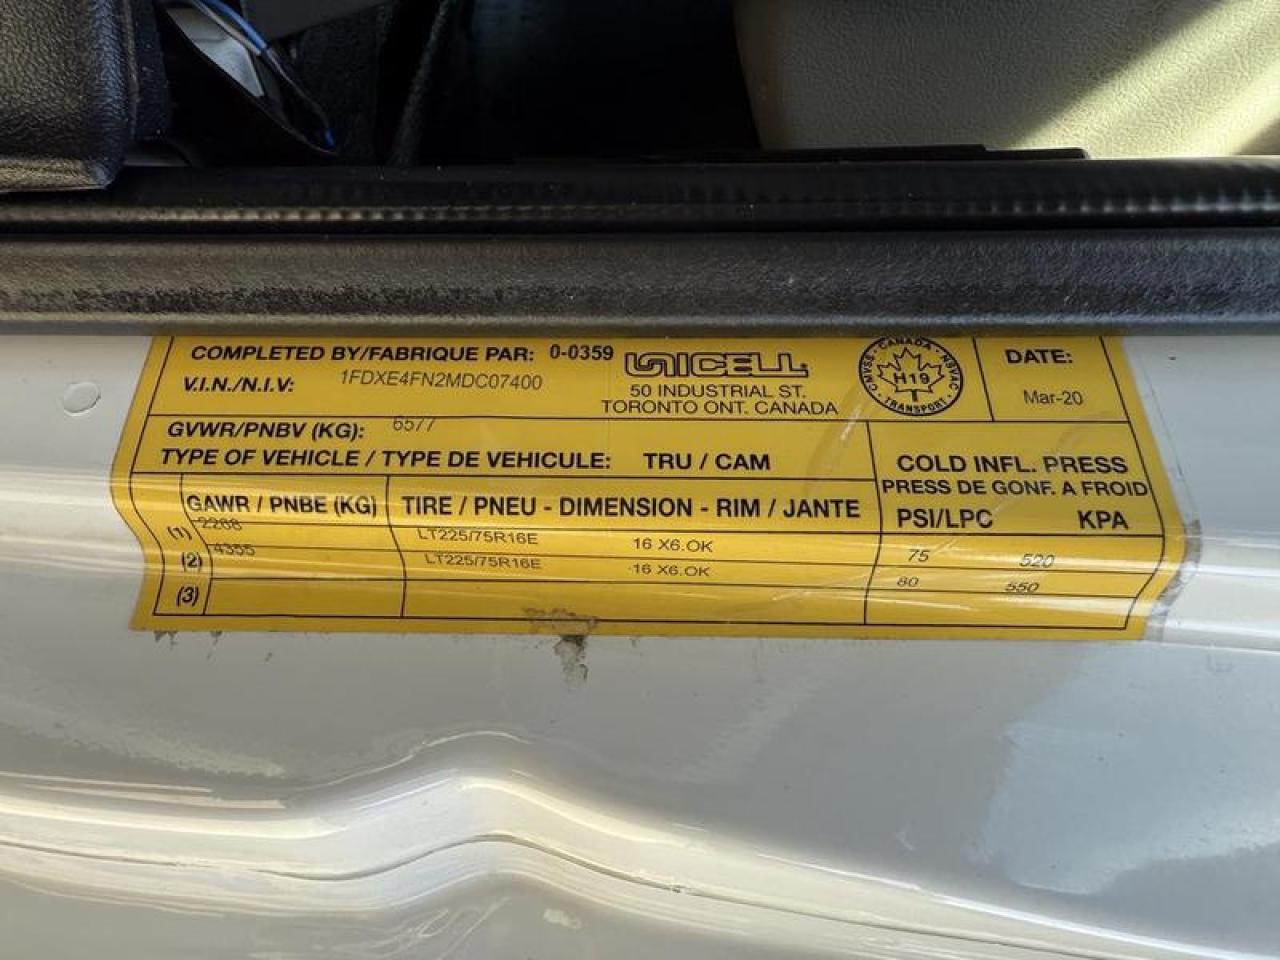 COMPLETED BY/FABRIQUE PAR: 0-0359 UNICELL
V.I.N./N.I.V: 1FDXE4FN2MDC07400
50 INDUSTRIAL ST.
TORONTO ONT. CANADA
CANADA
CMVSS NSVAC
H19
TRANSPORT
DATE:
Mar-20
GVWR/PNBV (KG): 6577
TYPE OF VEHICLE / TYPE DE VEHICULE: TRU / CAM
COLD INFL. PRESS
PRESS DE GONF. A FROID
GAWR / PNBE (KG) TIRE / PNEU - DIMENSION - RIM / JANTE PSI/LPC KPA
(1) 2268 LT225/75R16E 16 X6.OK 75 520
(2) 4355 LT225/75R16E 16 X6.OK 80 550
(3)